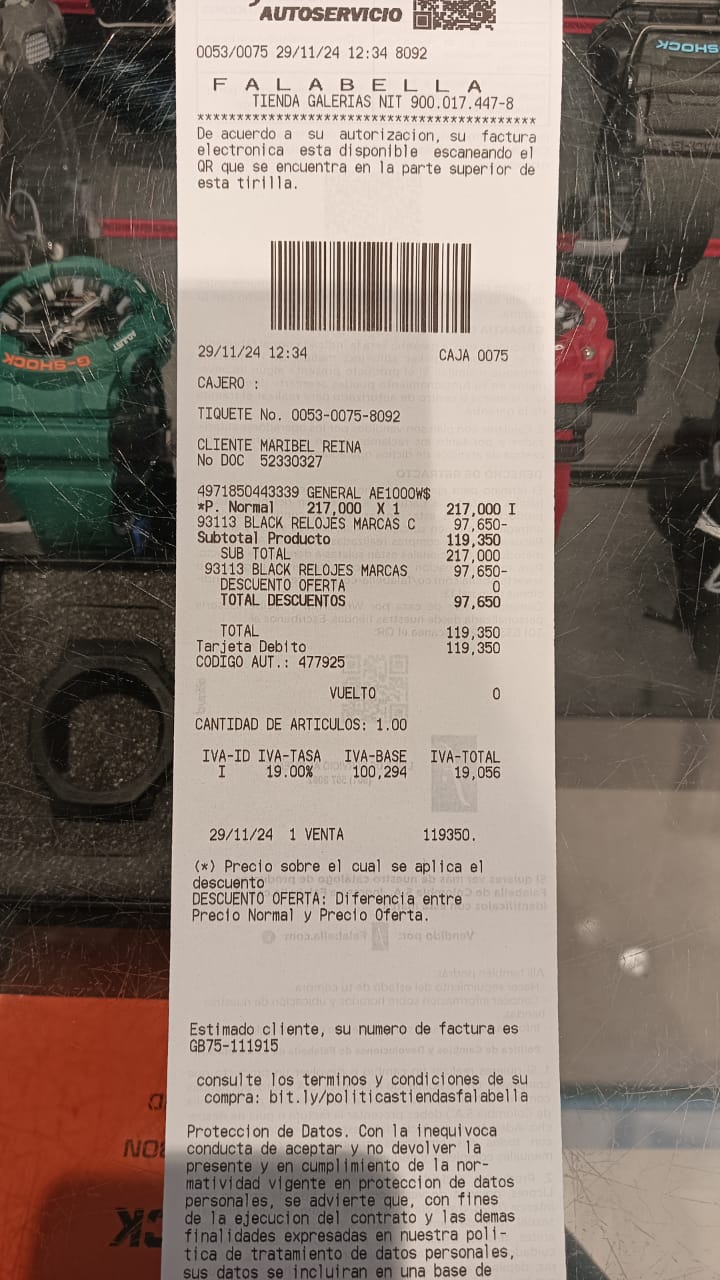 AUTOSERVICIO
0053/0075 29/11/24 12:34 8092
F A L A B E L L A
TIENDA GALERIAS NIT 900.017.447-8
*******************************************
De acuerdo a su autorizacion, su factura
electronica esta disponible escaneando el
QR que se encuentra en la parte superior de
esta tirilla.
29/11/24 12:34 CAJA 0075
CAJERO :
TIQUETE No. 0053-0075-8092
CLIENTE MARIBEL REINA
No DOC 52330327
4971850443339 GENERAL AE1000W$
*P. Normal 217,000 X 1 217,000 I
93113 BLACK RELOJES MARCAS C 97,650-
Subtotal Producto 119,350
SUB TOTAL 217,000
93113 BLACK RELOJES MARCAS 97,650-
DESCUENTO OFERTA 0
TOTAL DESCUENTOS 97,650
TOTAL 119,350
Tarjeta Debito 119,350
CODIGO AUT.: 477925
VUELTO 0
CANTIDAD DE ARTICULOS: 1.00
IVA-ID IVA-TASA IVA-BASE IVA-TOTAL
I 19.00% 100,294 19,056
29/11/24 1 VENTA 119350.
(*) Precio sobre el cual se aplica el
descuento
DESCUENTO OFERTA: Diferencia entre
Precio Normal y Precio Oferta.
Estimado cliente, su numero de factura es
GB75-111915
consulte los terminos y condiciones de su
compra: bit.ly/politicastiendasfalabella
Proteccion de Datos. Con la inequivoca
conducta de aceptar y no devolver la
presente y en cumplimiento de la nor-
matividad vigente en proteccion de datos
personales, se advierte que, con fines
de la ejecucion del contrato y las demas
finalidades expresadas en nuestra poli-
tica de tratamiento de datos personales,
sus datos se incluiran en una base de
G-SHOCK
ADJUST
G-SHOCK